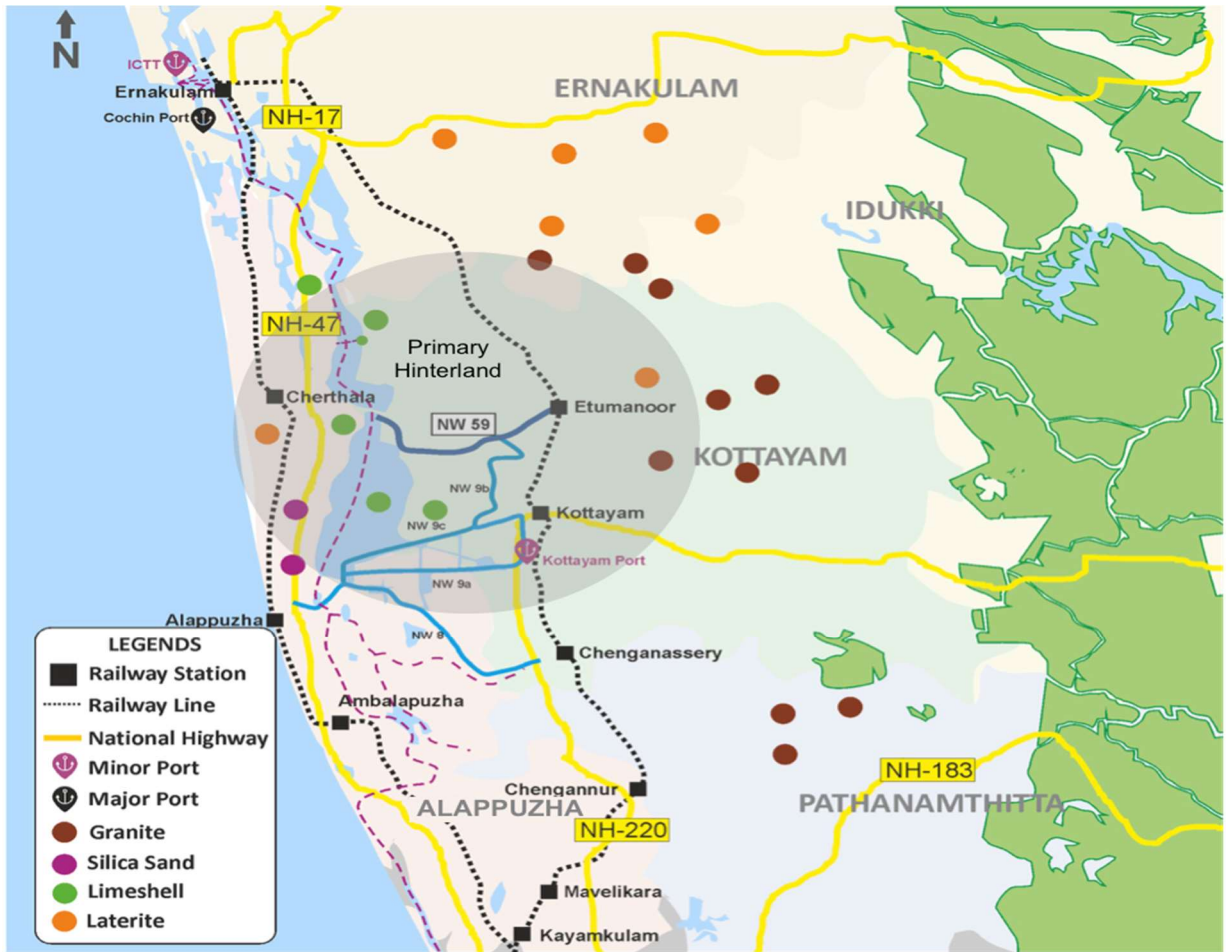 N
ICTT
Ernakulam
Cochin Port
NH-17
ERNAKULAM
IDUKKI
NH-47
Primary
Hinterland
Cherthala
Etumanoor
NW 59
KOTTAYAM
NW 9b
Kottayam
NW 9c
Kottayam Port
NW 9a
Alappuzha
NW 8
Chenganassery
LEGENDS
Railway Station
Railway Line
National Highway
Minor Port
Major Port
Granite
Silica Sand
Limeshell
Laterite
Ambalapuzha
NH-183
Chengannur
ALAPPUZHA
PATHANAMTHITTA
NH-220
Mavelikara
Kayamkulam